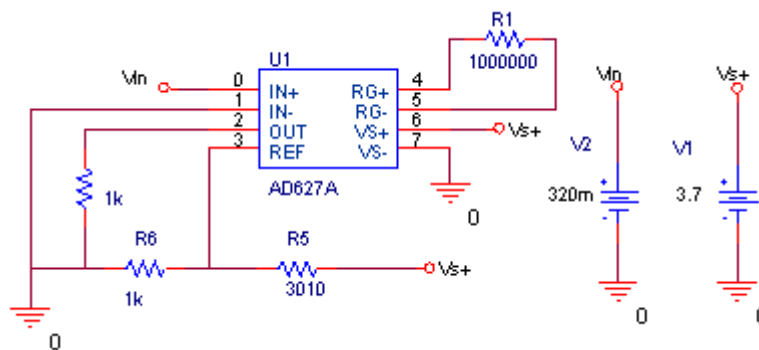 R1
1000000
U1
Vin
0
IN+
RG+
4
1
IN-
RG-
5
2
OUT
VS+
6
Vs+
3
REF
VS-
7
AD627A
0
1k
R6
1k
R5
3010
Vs+
0
Vin
V2
+
320m
-
0
Vs+
V1
+
3.7
-
0